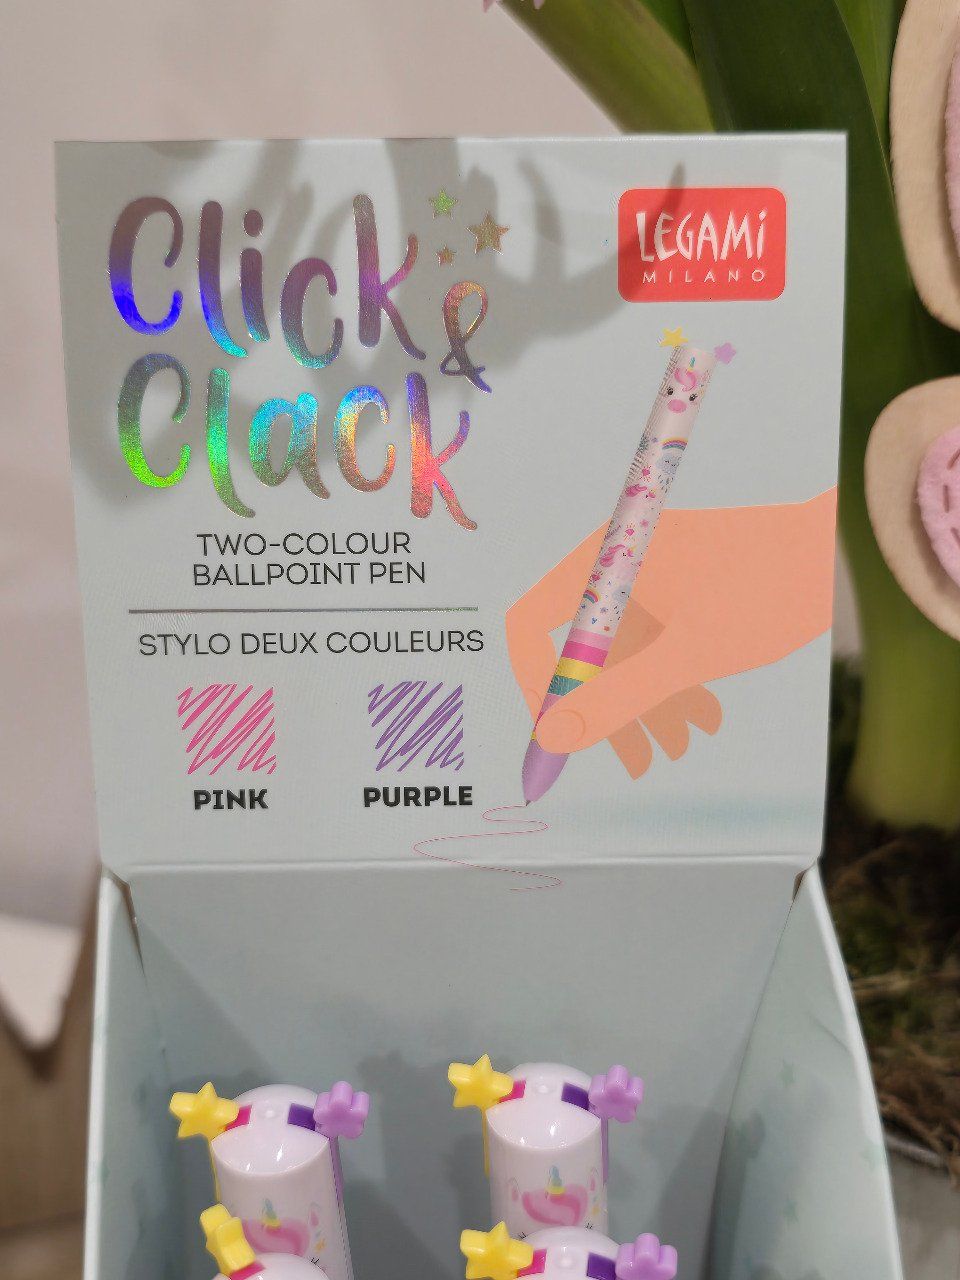 Click
&
Clack
LEGAMi
MILANO
TWO-COLOUR
BALLPOINT PEN
STYLO DEUX COULEURS
PINK
PURPLE